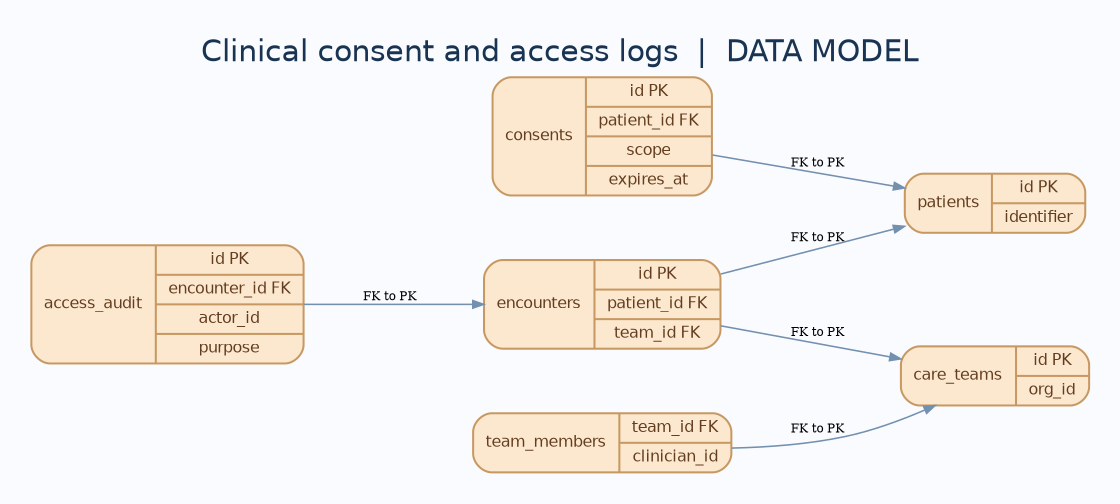 Clinical consent and access logs | DATA MODEL
consents
id PK
patient_id FK
scope
expires_at
FK to PK
patients
id PK
identifier
FK to PK
access_audit
id PK
encounter_id FK
actor_id
purpose
FK to PK
encounters
id PK
patient_id FK
team_id FK
FK to PK
care_teams
id PK
org_id
team_members
team_id FK
clinician_id
FK to PK